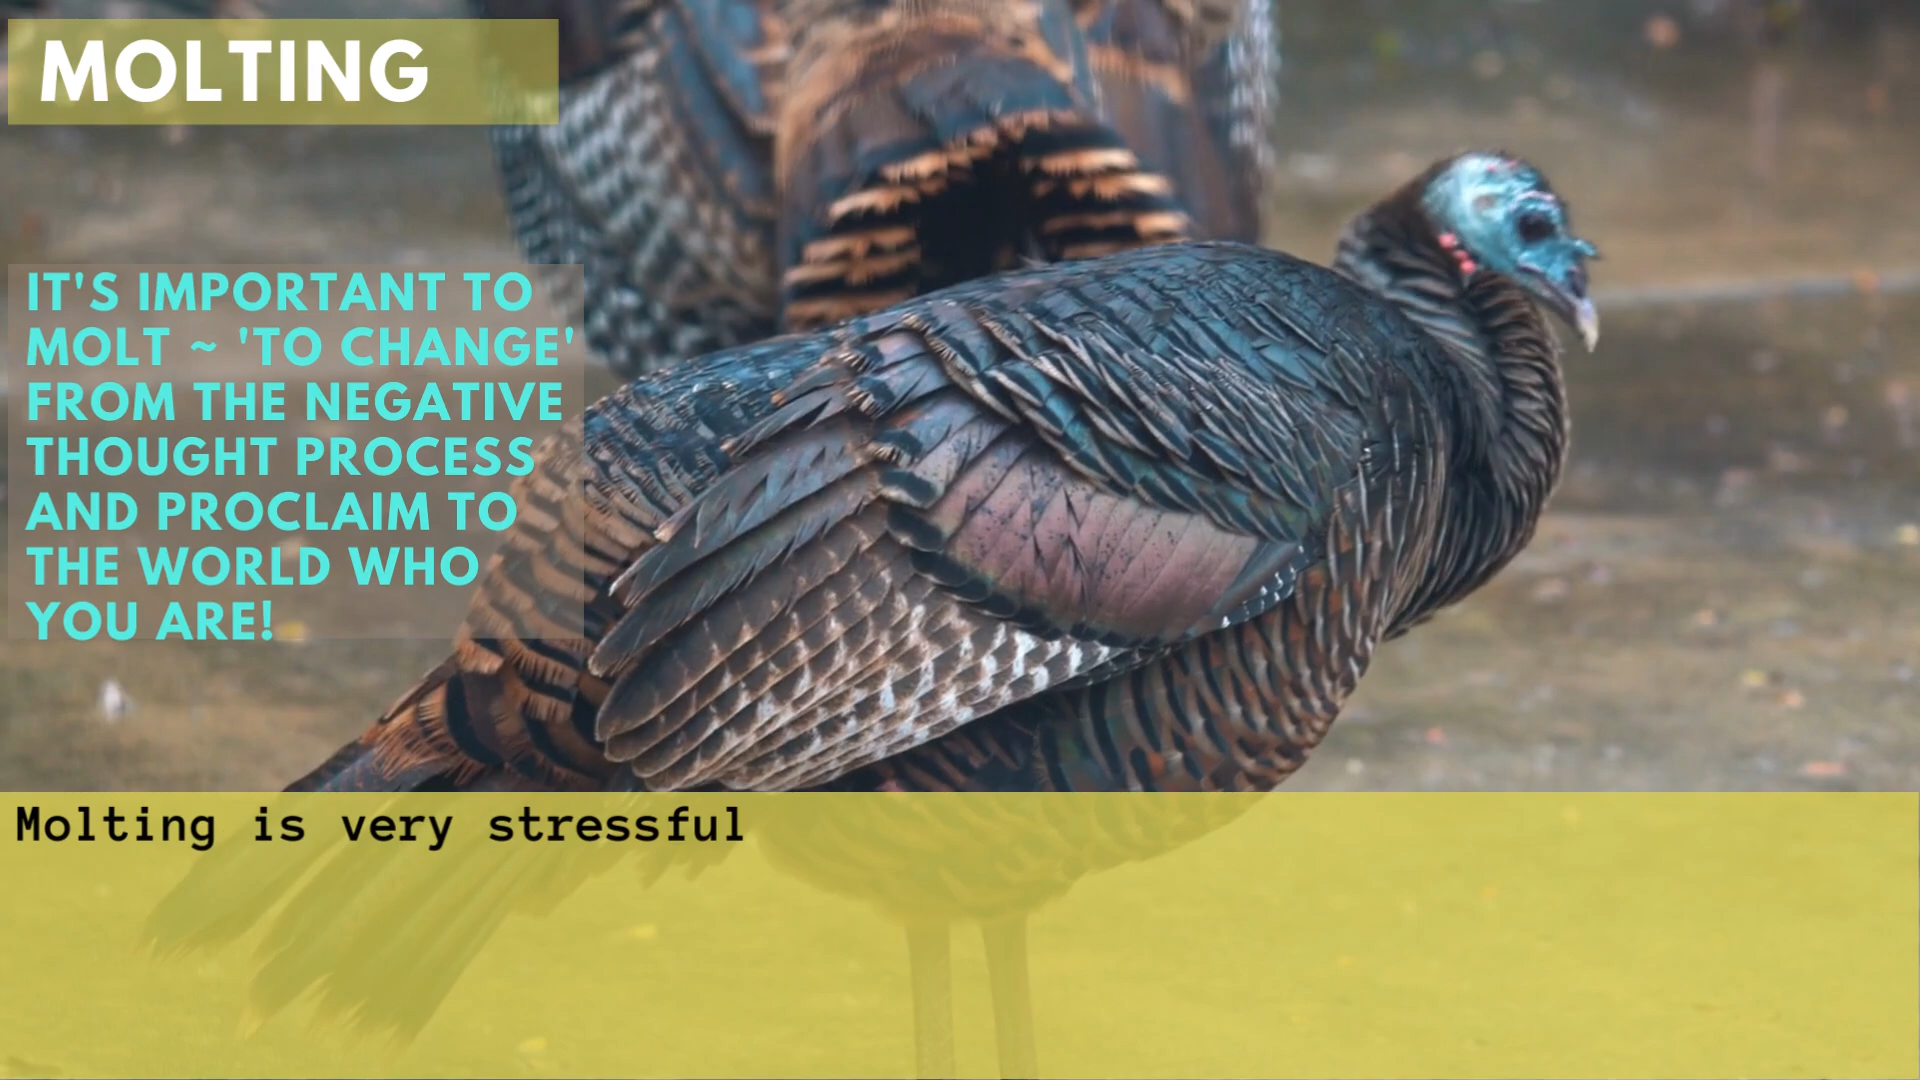 MOLTING
IT'S IMPORTANT TO
MOLT ~ 'TO CHANGE'
FROM THE NEGATIVE
THOUGHT PROCESS
AND PROCLAIM TO
THE WORLD WHO
YOU ARE!
Molting is very stressful